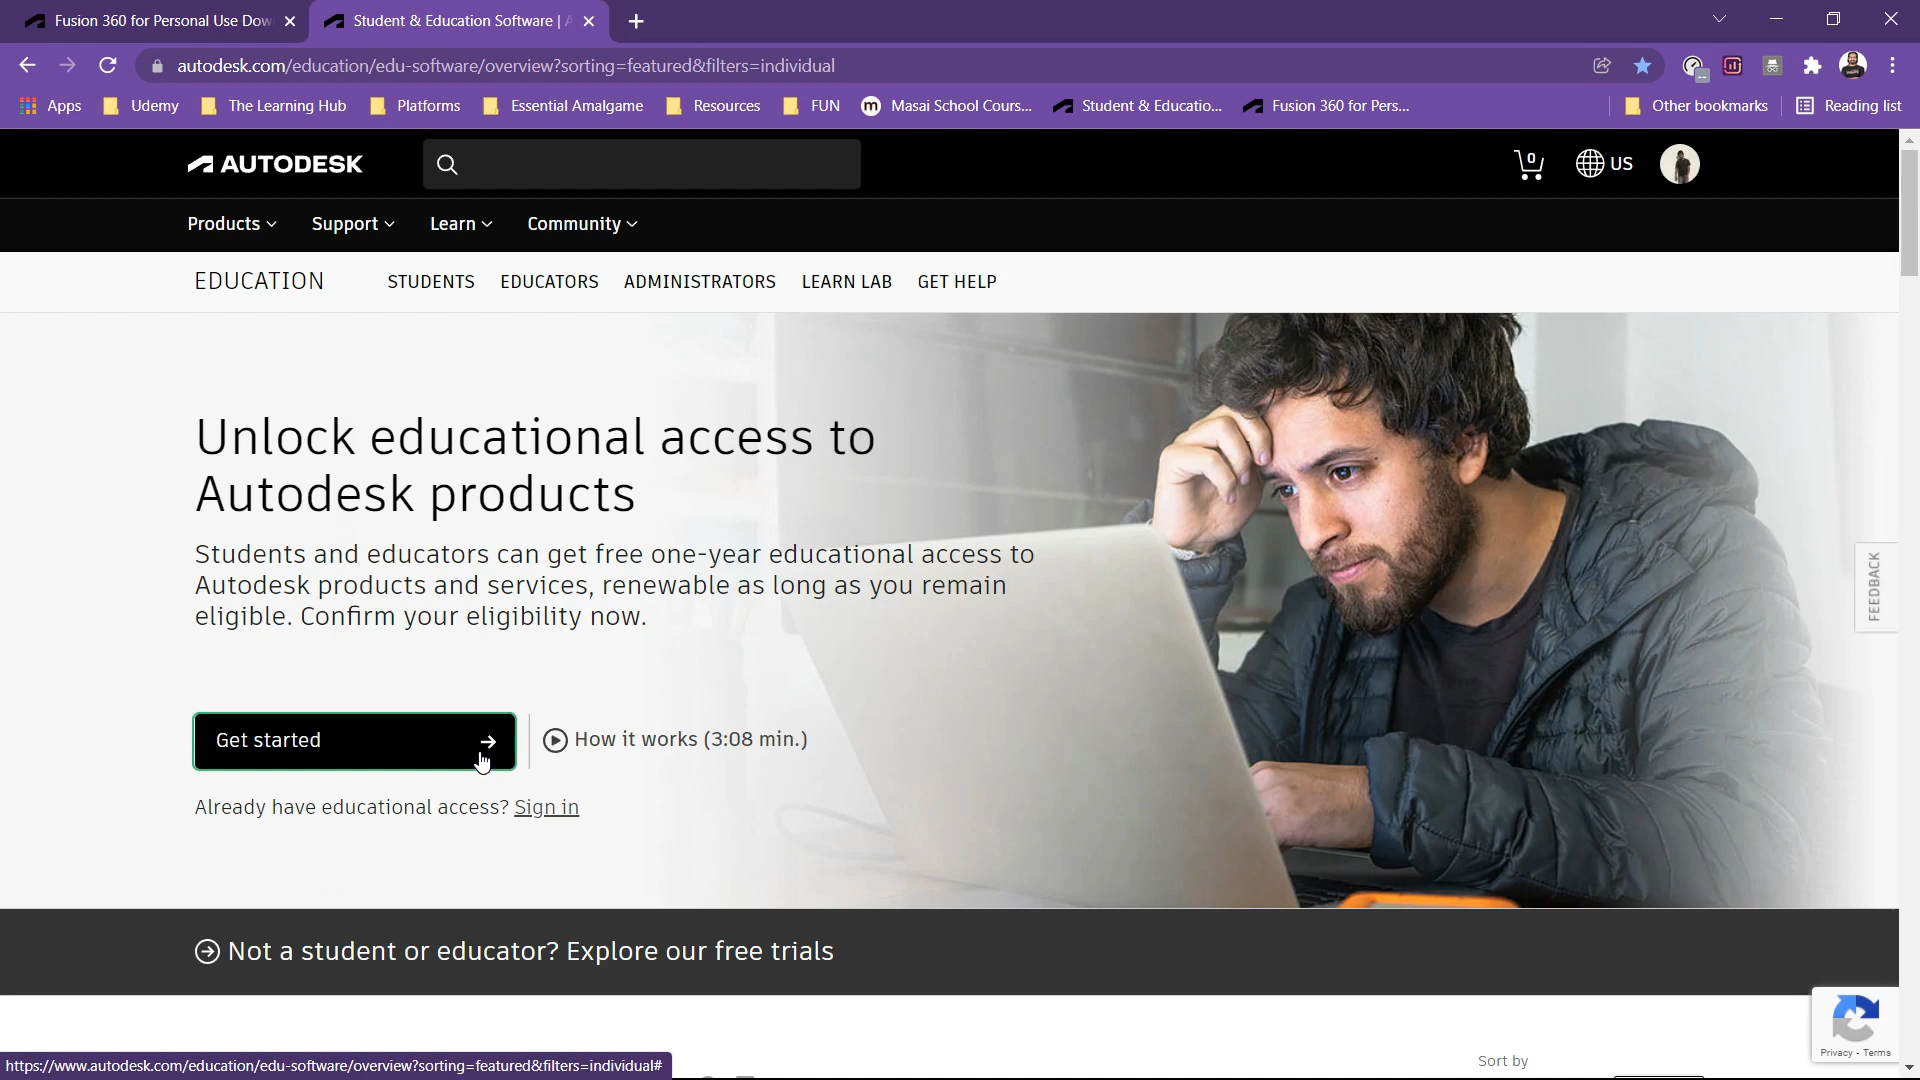 Fusion 360 for Personal Use Dow
Student & Education Software |
autodesk.com/education/edu-software/overview?sorting=featured&filters=individual
Apps
Udemy
The Learning Hub
Platforms
Essential Amalgame
Resources
FUN
m
Masai School Cours...
Student & Educatio...
Fusion 360 for Pers...
Other bookmarks
Reading list
AUTODESK
0
US
Products
Support
Learn
Community
EDUCATION
STUDENTS
EDUCATORS
ADMINISTRATORS
LEARN LAB
GET HELP
Unlock educational access to
Autodesk products
Students and educators can get free one-year educational access to
Autodesk products and services, renewable as long as you remain
eligible. Confirm your eligibility now.
FEEDBACK
Get started
How it works (3:08 min.)
Already have educational access? Sign in
Not a student or educator? Explore our free trials
Privacy - Terms
Sort by
https://www.autodesk.com/education/edu-software/overview?sorting=featured&filters=individual#